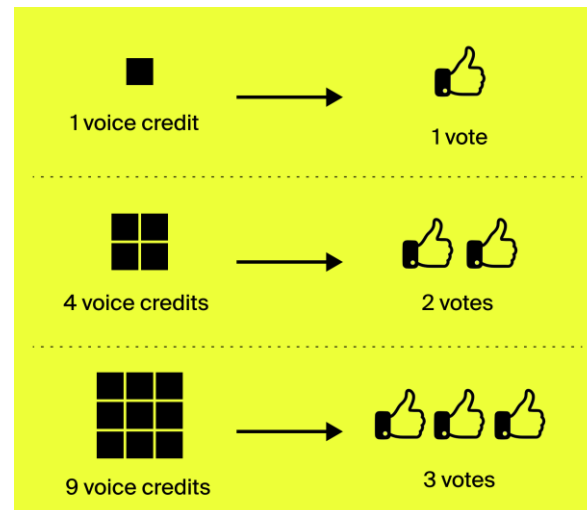 1 voice credit
1 vote
4 voice credits
2 votes
9 voice credits
3 votes